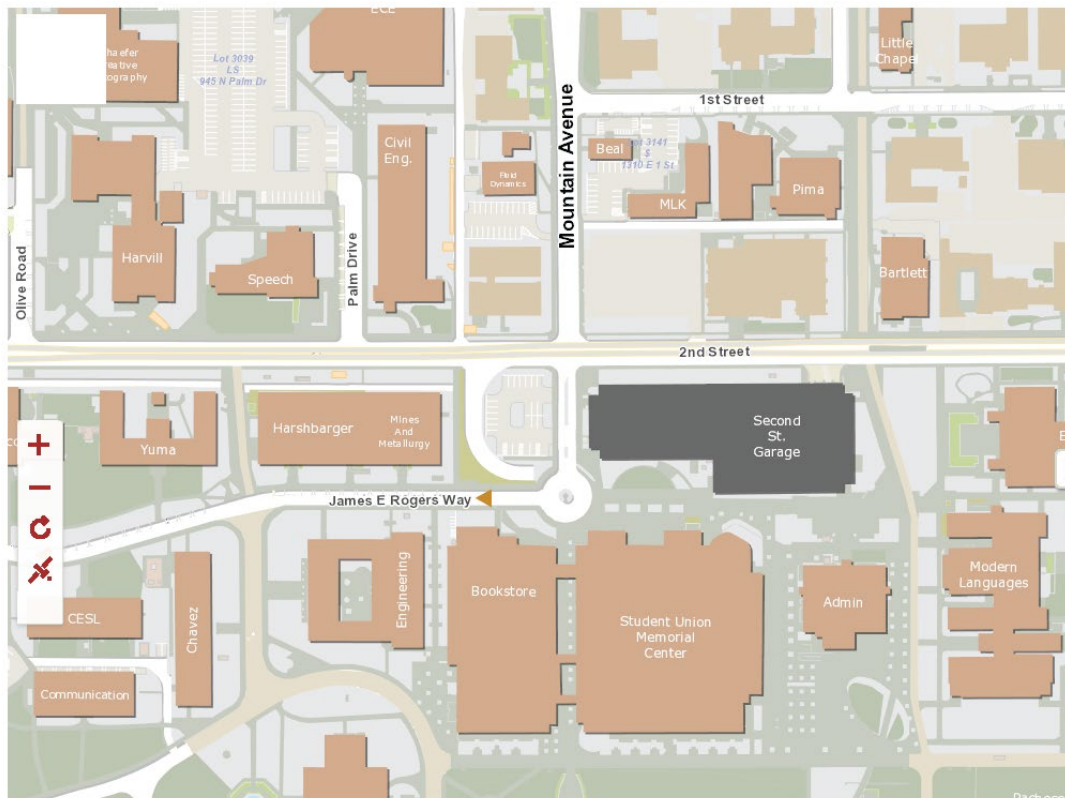 ECE
haefer
reative
ography
Lot 3039
LS
945 N Palm Dr
Little
Chapel
1st Street
Civil
Eng.
Mountain Avenue
Beal
Lot 3141
S
1310 E 1 St
Fluid
Dynamics
Pima
MLK
Olive Road
Harvill
Speech
Palm Drive
Bartlett
2nd Street
Harshbarger
Mines
And
Metallurgy
Second
St.
Garage
Yuma
James E Rogers Way
Engineering
Bookstore
Modern
Languages
CESL
Chavez
Student Union
Memorial
Center
Admin
Communication